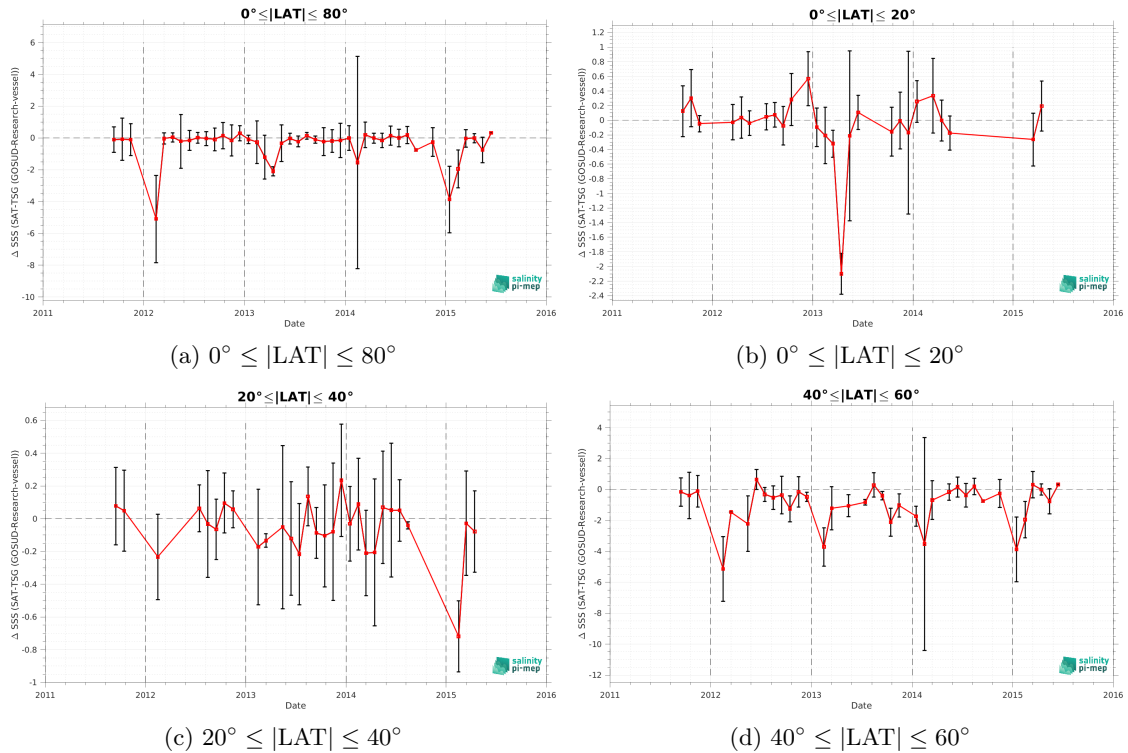 0°≤|LAT|≤ 80°
6
4
2
0
-2
-4
-6
-8
-10
Δ SSS (SAT-TSG (GOSUD-Research-vessel))
2011 2012 2013 2014 2015 2016
Date
salinity
pi-mep
(a) 0° ≤ |LAT| ≤ 80°
0°≤|LAT|≤ 20°
1.2
1
0.8
0.6
0.4
0.2
0
-0.2
-0.4
-0.6
-0.8
-1
-1.2
-1.4
-1.6
-1.8
-2
-2.2
-2.4
Δ SSS (SAT-TSG (GOSUD-Research-vessel))
2011 2012 2013 2014 2015 2016
Date
salinity
pi-mep
(b) 0° ≤ |LAT| ≤ 20°
20°≤|LAT|≤ 40°
0.6
0.4
0.2
0
-0.2
-0.4
-0.6
-0.8
-1
Δ SSS (SAT-TSG (GOSUD-Research-vessel))
2011 2012 2013 2014 2015 2016
Date
salinity
pi-mep
(c) 20° ≤ |LAT| ≤ 40°
40°≤|LAT|≤ 60°
4
2
0
-2
-4
-6
-8
-10
-12
Δ SSS (SAT-TSG (GOSUD-Research-vessel))
2011 2012 2013 2014 2015 2016
Date
salinity
pi-mep
(d) 40° ≤ |LAT| ≤ 60°